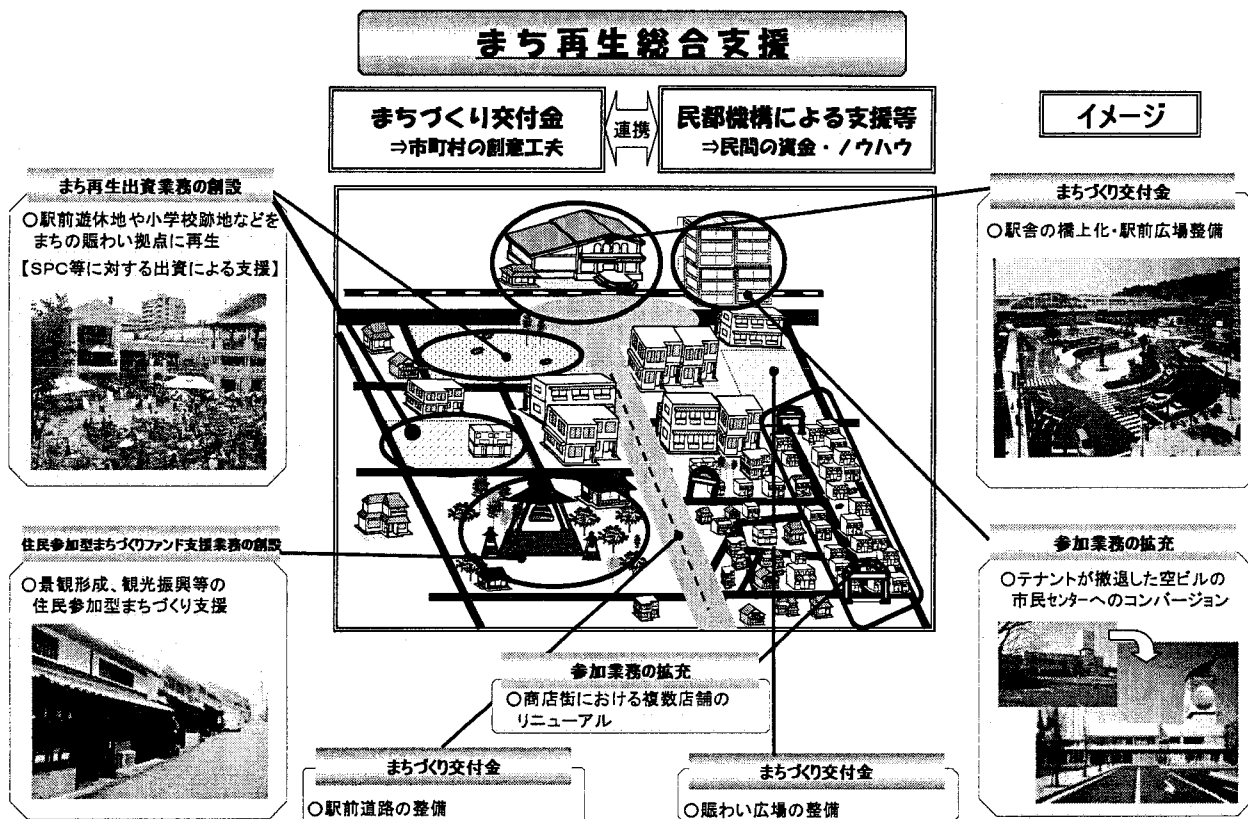 まち再生総合支援
まちづくり交付金
⇒市町村の創意工夫
連携
民都機構による支援等
⇒民間の資金・ノウハウ
イメージ
まち再生出資業務の創設
○駅前遊休地や小学校跡地などを
まちの賑わい拠点に再生
【SPC等に対する出資による支援】
まちづくり交付金
○駅舎の橋上化・駅前広場整備
住民参加型まちづくりファンド支援業務の創設
○景観形成、観光振興等の
住民参加型まちづくり支援
参加業務の拡充
○テナントが撤退した空ビルの
市民センターへのコンバージョン
参加業務の拡充
○商店街における複数店舗の
リニューアル
まちづくり交付金
○駅前道路の整備
まちづくり交付金
○賑わい広場の整備